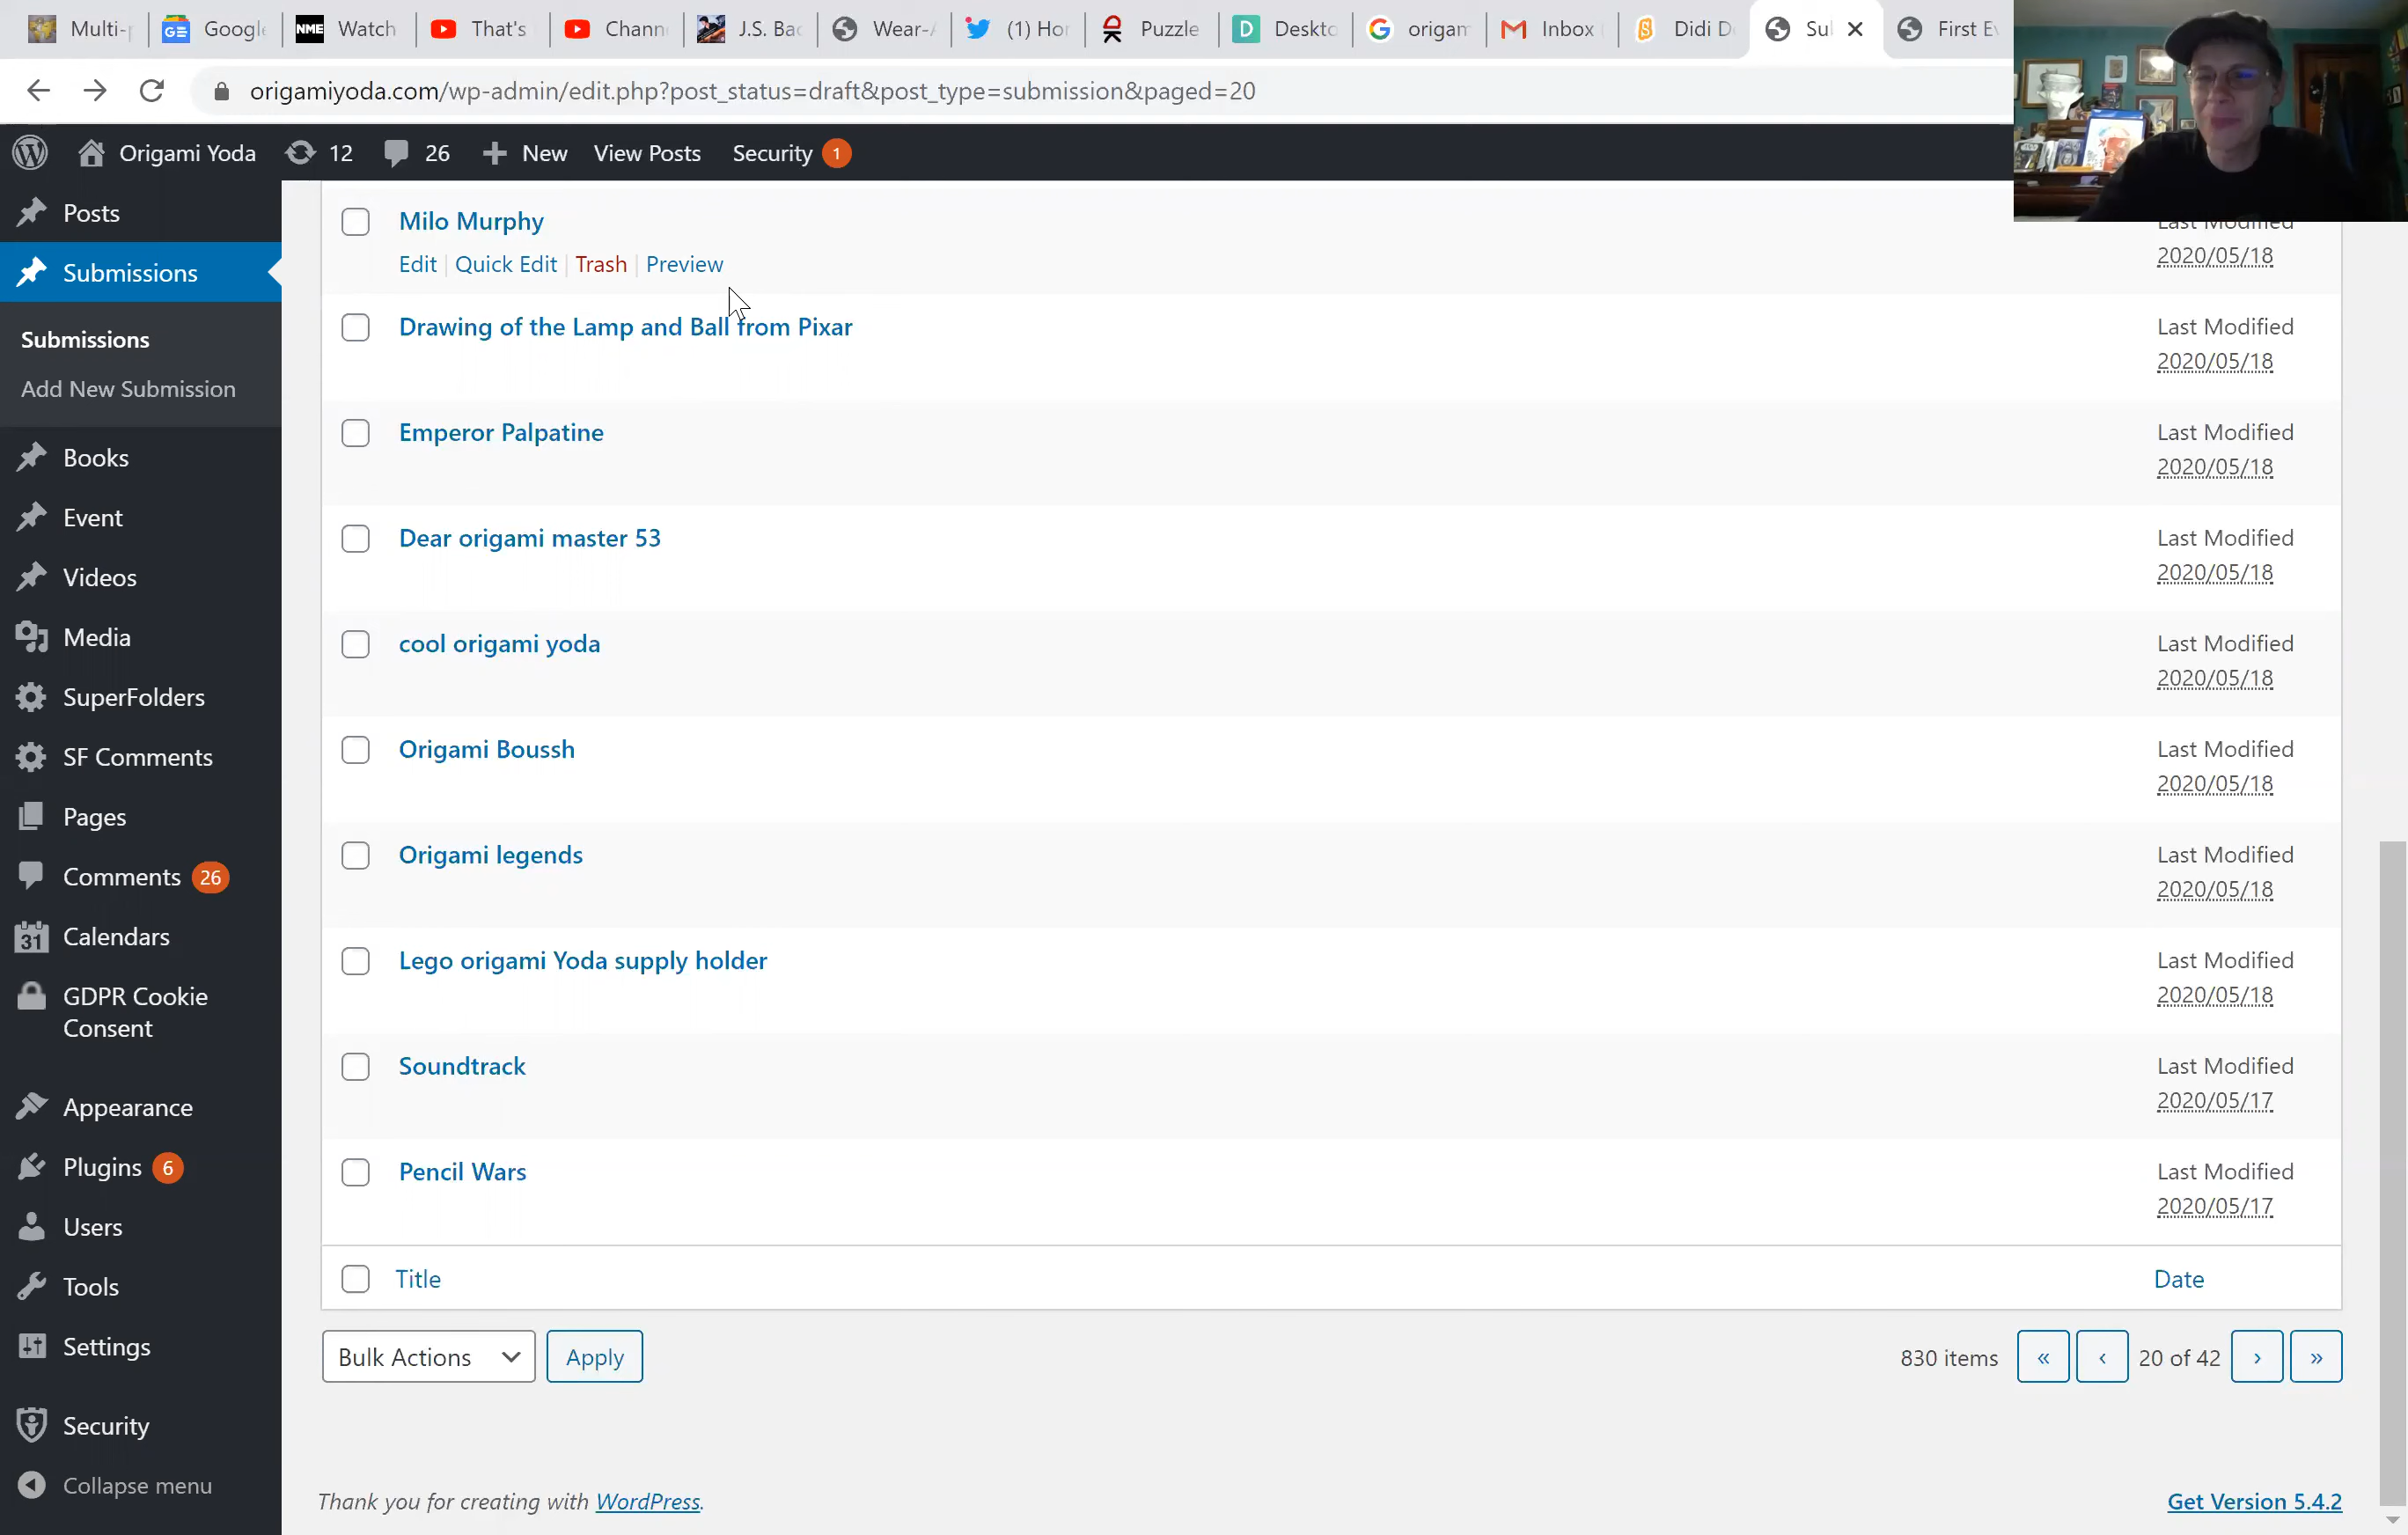 Multi-p
Google
NME Watch
That's
Chann
J.S. Bac
Wear-A
(1) Hor
Puzzle
D Deskto
origam
Inbox
Didi D
Sul
First Ev
origamiyoda.com/wp-admin/edit.php?post_status=draft&post_type=submission&paged=20
Origami Yoda 12 26 New View Posts Security 1
Posts
Submissions
Submissions
Add New Submission
Books
Event
Videos
Media
SuperFolders
SF Comments
Pages
Comments 26
Calendars
GDPR Cookie
Consent
Appearance
Plugins 6
Users
Tools
Settings
Security
Collapse menu
Milo Murphy
Edit | Quick Edit | Trash | Preview
Last Modified
2020/05/18
Drawing of the Lamp and Ball from Pixar
Last Modified
2020/05/18
Emperor Palpatine
Last Modified
2020/05/18
Dear origami master 53
Last Modified
2020/05/18
cool origami yoda
Last Modified
2020/05/18
Origami Boussh
Last Modified
2020/05/18
Origami legends
Last Modified
2020/05/18
Lego origami Yoda supply holder
Last Modified
2020/05/18
Soundtrack
Last Modified
2020/05/17
Pencil Wars
Last Modified
2020/05/17
Title Date
Bulk Actions Apply
830 items « ‹ 20 of 42 › »
Thank you for creating with WordPress.
Get Version 5.4.2